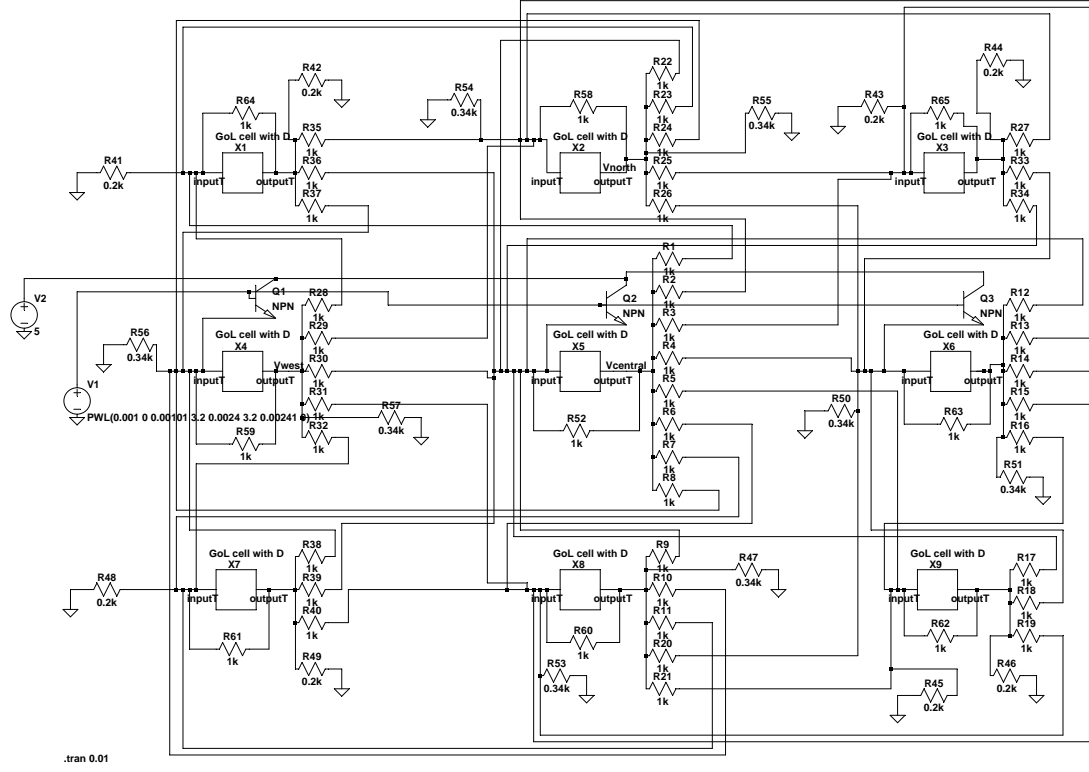 R42
0.2k
R64
1k
GoL cell with D
X1
inputT
outputT
R35
1k
R36
1k
R37
1k
R41
0.2k
R54
0.34k
R58
1k
GoL cell with D
X2
inputT
Vnorth
outputT
R22
1k
R23
1k
R24
1k
R25
1k
R26
1k
R55
0.34k
R43
0.2k
R44
0.2k
R65
1k
GoL cell with D
X3
inputT
outputT
R27
1k
R33
1k
R34
1k
V2
5
V1
PWL(0.001 0 0.00101 3.2 0.0024 3.2 0.00241 0)
R56
0.34k
Q1
NPN
GoL cell with D
X4
inputT
Vwest
outputT
R28
1k
R29
1k
R30
1k
R31
1k
R32
1k
R57
0.34k
R59
1k
Q2
NPN
GoL cell with D
X5
inputT
Vcentral
outputT
R52
1k
R1
1k
R2
1k
R3
1k
R4
1k
R5
1k
R6
1k
R7
1k
R8
1k
Q3
NPN
GoL cell with D
X6
inputT
outputT
R50
0.34k
R63
1k
R12
1k
R13
1k
R14
1k
R15
1k
R16
1k
R51
0.34k
R48
0.2k
GoL cell with D
X7
inputT
outputT
R61
1k
R38
1k
R39
1k
R40
1k
R49
0.2k
GoL cell with D
X8
inputT
outputT
R60
1k
R53
0.34k
R9
1k
R10
1k
R11
1k
R20
1k
R21
1k
R47
0.34k
GoL cell with D
X9
inputT
outputT
R62
1k
R45
0.2k
R17
1k
R18
1k
R19
1k
R46
0.2k
.tran 0.01